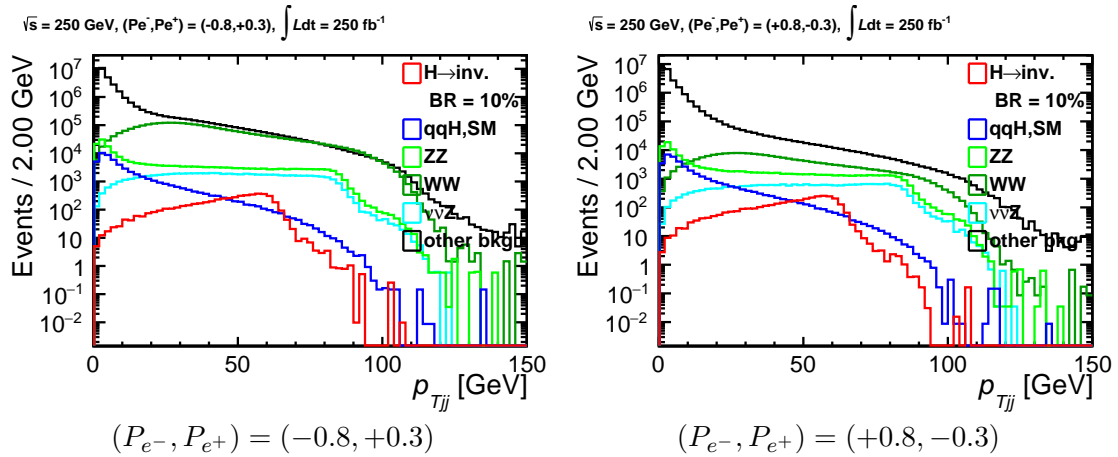 √s = 250 GeV, (Pe⁻,Pe⁺) = (-0.8,+0.3), ∫Ldt = 250 fb⁻¹
Events / 2.00 GeV
10⁷
10⁶
10⁵
10⁴
10³
10²
10
1
10⁻¹
10⁻²
H→inv.
BR = 10%
qqH,SM
ZZ
WW
ννZ
other bkgd
0 50 100 150
p_Tjj [GeV]
(P_e−, P_e+) = (−0.8, +0.3)
√s = 250 GeV, (Pe⁻,Pe⁺) = (+0.8,-0.3), ∫Ldt = 250 fb⁻¹
Events / 2.00 GeV
10⁷
10⁶
10⁵
10⁴
10³
10²
10
1
10⁻¹
10⁻²
H→inv.
BR = 10%
qqH,SM
ZZ
WW
ννZ
other bkgd
0 50 100 150
p_Tjj [GeV]
(P_e−, P_e+) = (+0.8, −0.3)